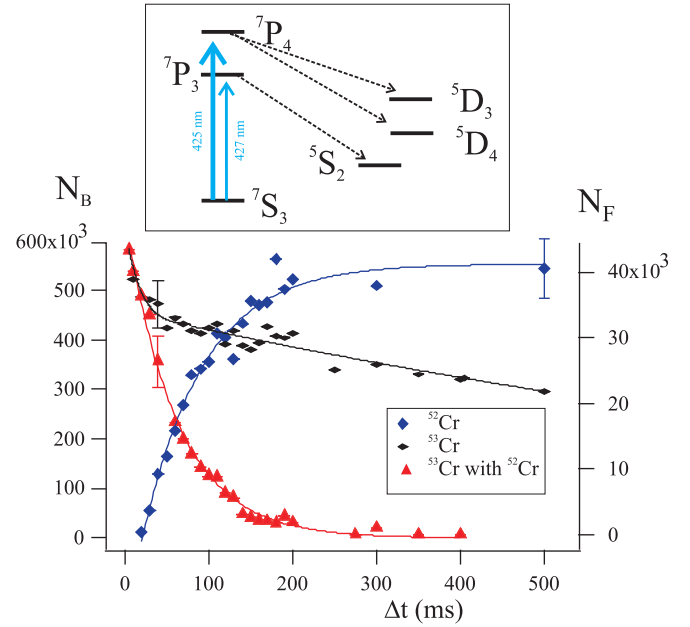 ⁷P₄
⁷P₃
⁵D₃
⁵D₄
⁵S₂
⁷S₃
425 nm
427 nm
N_B
N_F
600x10³
500
400
300
200
100
0
40x10³
30
20
10
0
⁵²Cr
⁵³Cr
⁵³Cr with ⁵²Cr
0 100 200 300 400 500
Δt (ms)